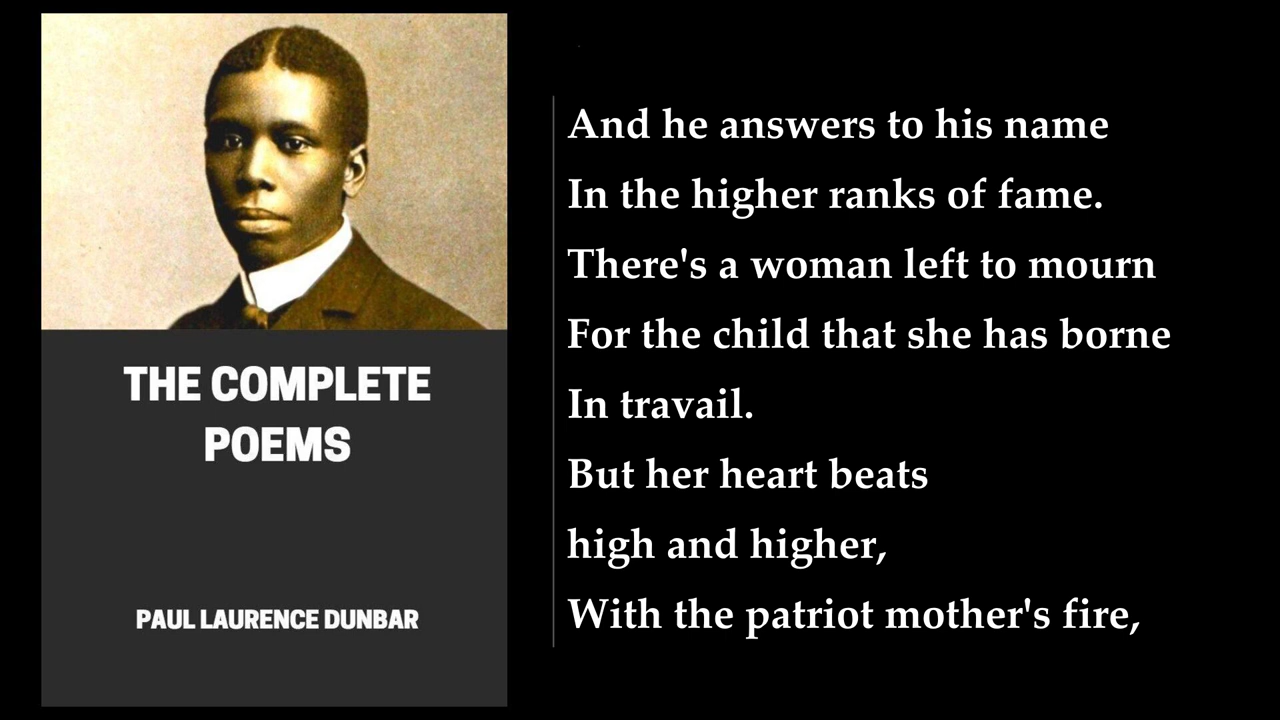 THE COMPLETE
POEMS
PAUL LAURENCE DUNBAR
And he answers to his name
In the higher ranks of fame.
There's a woman left to mourn
For the child that she has borne
In travail.
But her heart beats
high and higher,
With the patriot mother's fire,